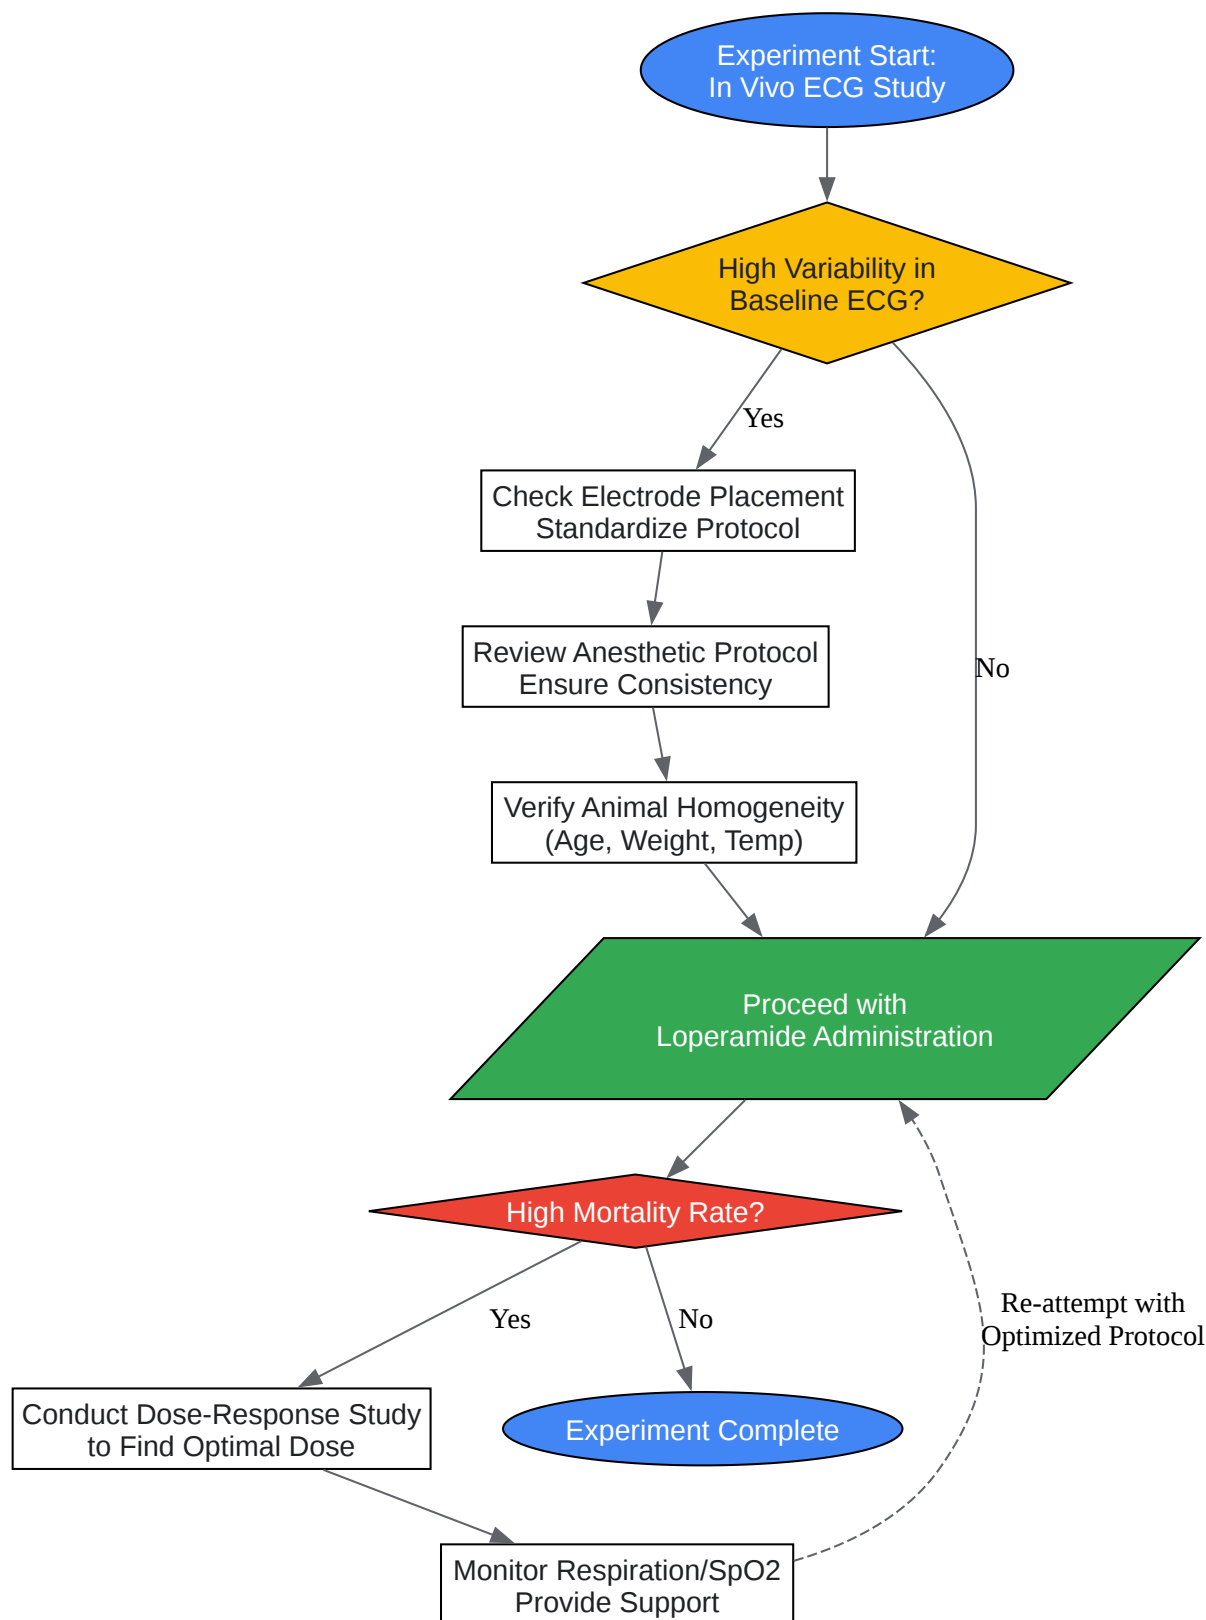 Experiment Start:
In Vivo ECG Study
High Variability in
Baseline ECG?
Yes
Check Electrode Placement
Standardize Protocol
Review Anesthetic Protocol
Ensure Consistency
No
Verify Animal Homogeneity
(Age, Weight, Temp)
Proceed with
Loperamide Administration
High Mortality Rate?
Yes
No
Re-attempt with
Optimized Protocol
Conduct Dose-Response Study
to Find Optimal Dose
Experiment Complete
Monitor Respiration/SpO2
Provide Support